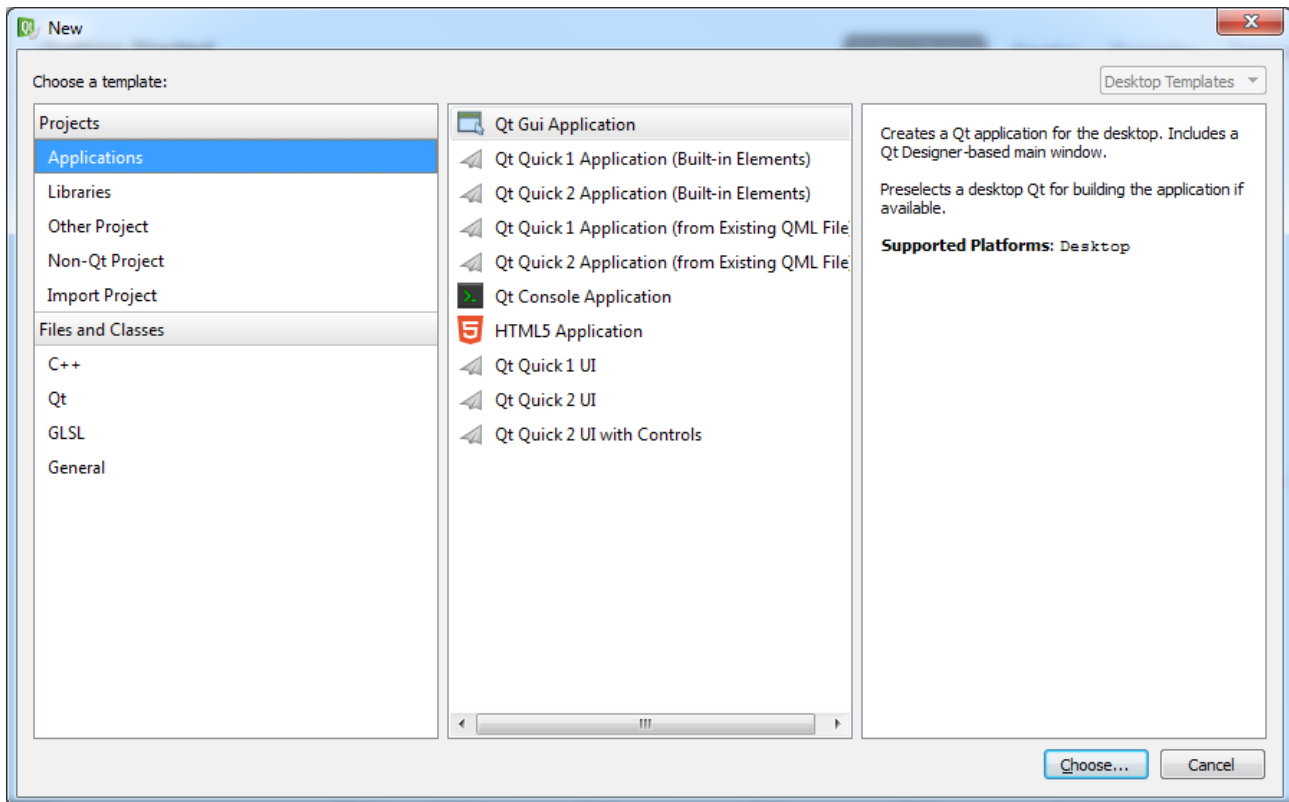 New
Choose a template:
Desktop Templates
Projects
Applications
Libraries
Other Project
Non-Qt Project
Import Project
Files and Classes
C++
Qt
GLSL
General
Qt Gui Application
Qt Quick 1 Application (Built-in Elements)
Qt Quick 2 Application (Built-in Elements)
Qt Quick 1 Application (from Existing QML File
Qt Quick 2 Application (from Existing QML File
Qt Console Application
HTML5 Application
Qt Quick 1 UI
Qt Quick 2 UI
Qt Quick 2 UI with Controls
Creates a Qt application for the desktop. Includes a
Qt Designer-based main window.
Preselects a desktop Qt for building the application if
available.
Supported Platforms: Desktop
Choose...
Cancel